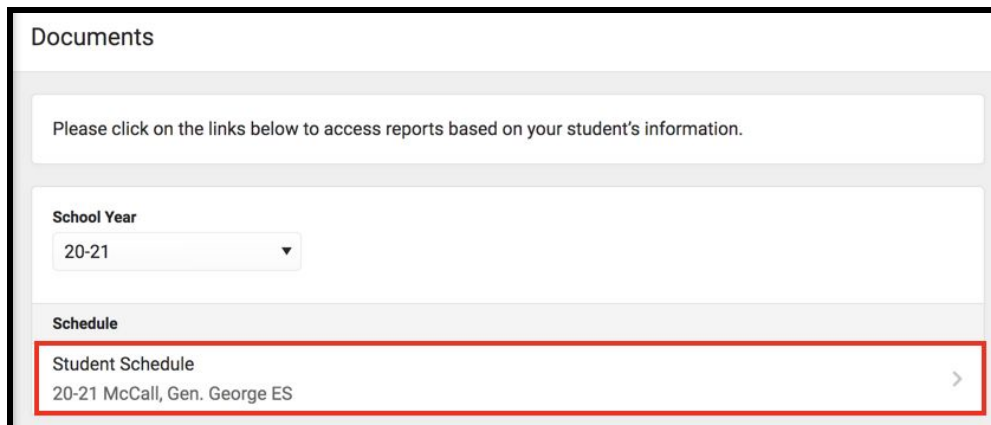 Documents
Please click on the links below to access reports based on your student's information.
School Year
20-21
Schedule
Student Schedule
20-21 McCall, Gen. George ES